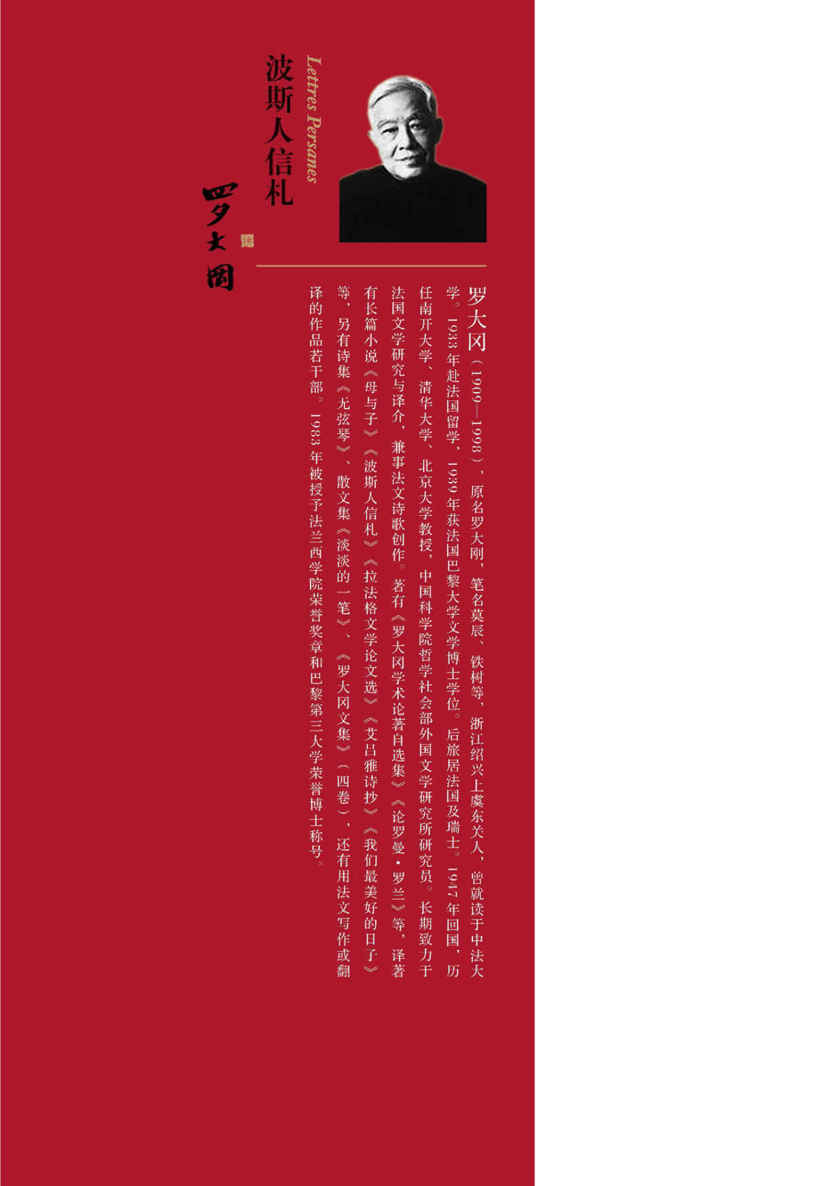 罗大冈（1909—1998），原名罗大刚，笔名莫辰、铁树等，浙江绍兴上虞东关人，曾就读于中法大
学。1933年赴法国留学，1939年获法国巴黎大学文学博士学位。后旅居法国及瑞士。1947年回国，历
任南开大学、清华大学、北京大学教授，中国科学院哲学社会部外国文学研究所研究员。长期致力于
法国文学研究与译介，兼事法文诗歌创作。著有《罗大冈学术论著自选集》《论罗曼·罗兰》等，译著
有长篇小说《母与子》《波斯人信札》《拉法格文学论文选》《艾吕雅诗抄》《我们最美好的日子》
等，另有诗集《无弦琴》、散文集《淡淡的一笔》、《罗大冈文集》（四卷），还有用法文写作或翻
译的作品若干部。1983年被授予法兰西学院荣誉奖章和巴黎第三大学荣誉博士称号。
Lettres Persanes
波斯人信札
罗大冈
译